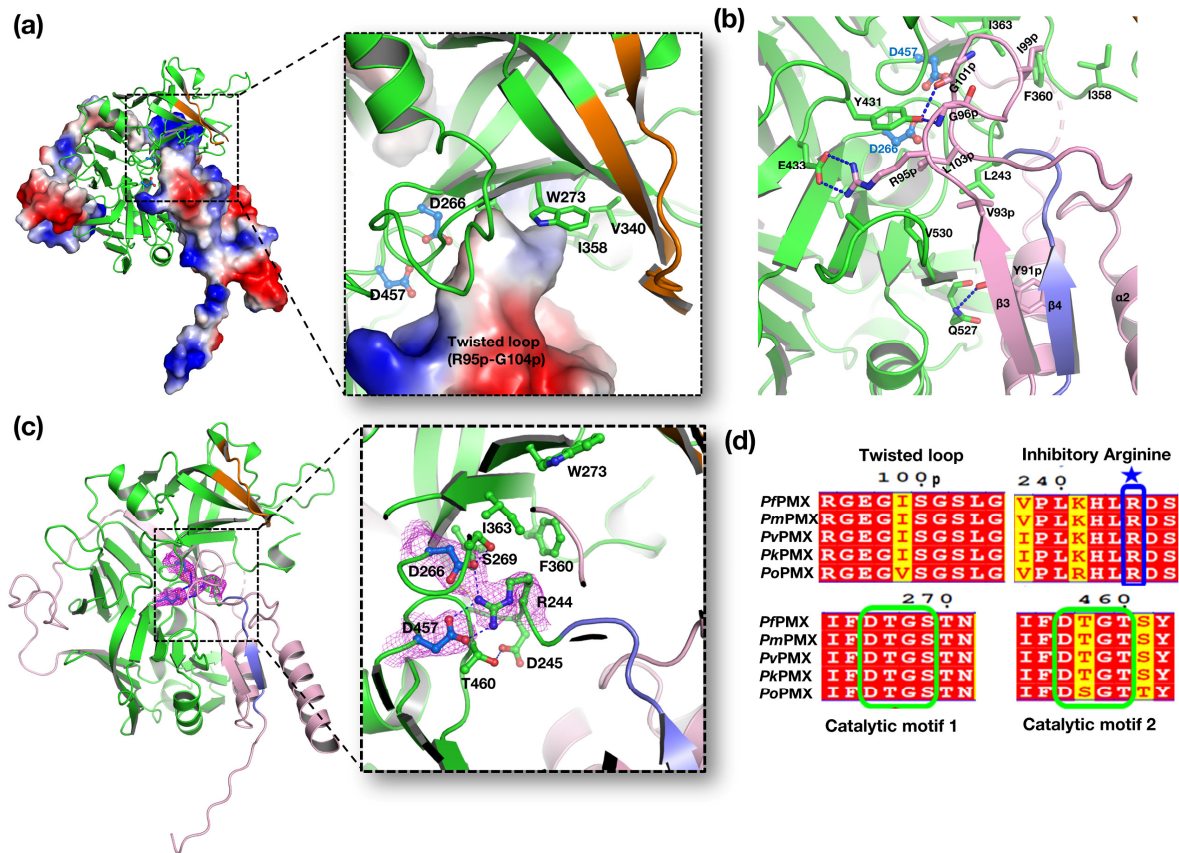 (a)
D266
D457
W273
V340
I358
Twisted loop
(R95p-G104p)
(b)
I363
D457
I99p
G101p
F360
I358
Y431
G96p
D266
E433
R95p
L103p
L243
V93p
V530
Y91p
β3
β4
α2
Q527
(c)
W273
I363
S269
D266
F360
R244
D457
D245
T460
(d)
Twisted loop
Inhibitory Arginine
100p
240
PfPMX RGEGISGSLG VPLKHLRDS
PmPMX RGEGISGSLG VPLKHLRDS
PvPMX RGEGISGSLG IPLKHLRDS
PkPMX RGEGISGSLG IPLKHLRDS
PoPMX RGEGVSGSLG VPLRHLRDS
270
460
PfPMX IFDTGSTN IFDTGTSY
PmPMX IFDTGSTN IFDTGTSY
PvPMX IFDTGSTN IFDTGTSY
PkPMX IFDTGSTN IFDTGTSY
PoPMX IFDTGSTN IFDSGTTY
Catalytic motif 1
Catalytic motif 2